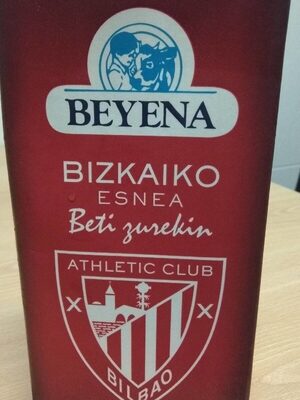 BEYENA
BIZKAIKO
ESNEA
Beti zurekin
ATHLETIC CLUB
X X
BILBAO